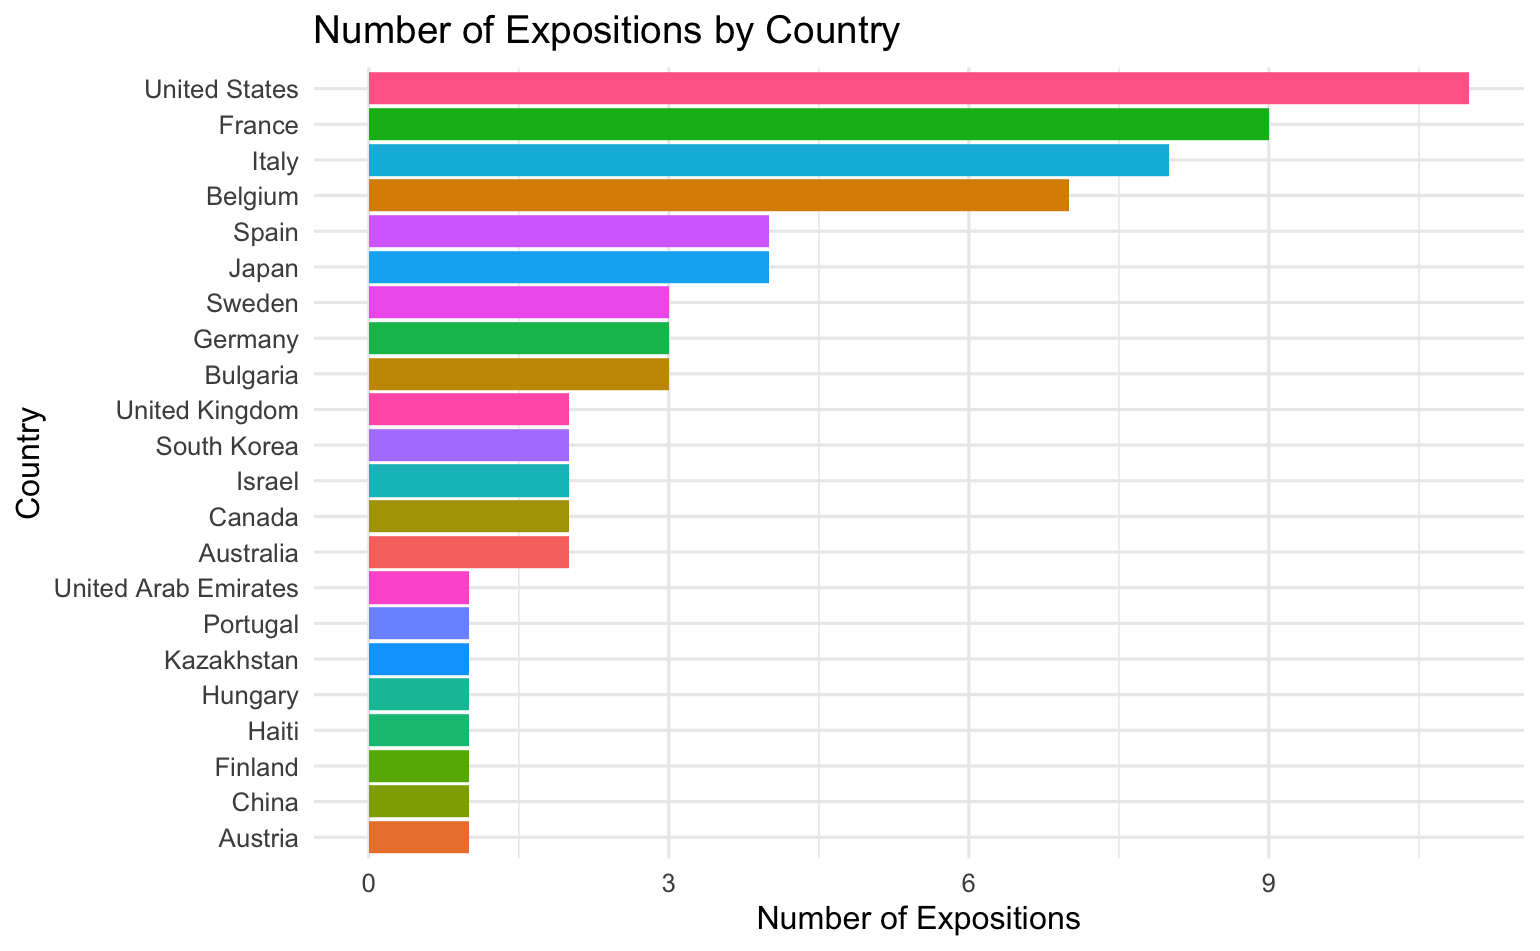 Number of Expositions by Country
United States
France
Italy
Belgium
Spain
Japan
Sweden
Germany
Bulgaria
United Kingdom
South Korea
Israel
Canada
Australia
United Arab Emirates
Portugal
Kazakhstan
Hungary
Haiti
Finland
China
Austria
Country
0 3 6 9
Number of Expositions